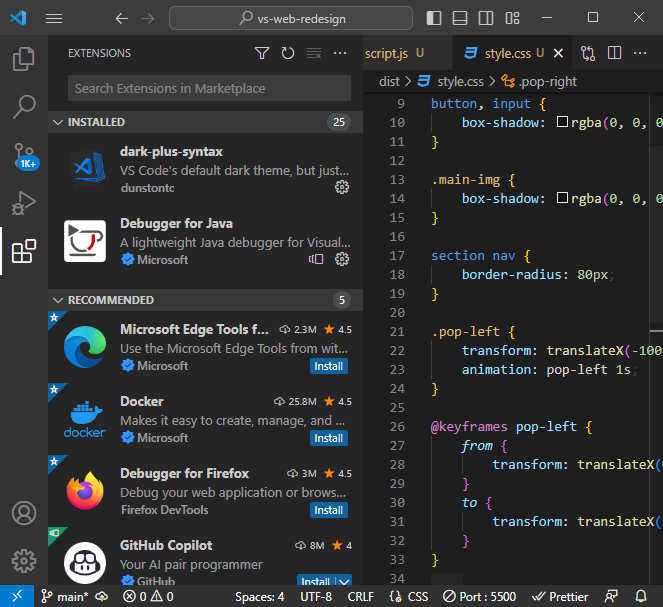 vs-web-redesign
EXTENSIONS
Search Extensions in Marketplace
INSTALLED
25
dark-plus-syntax
VS Code's default dark theme, but just...
dunstontc
Debugger for Java
A lightweight Java debugger for Visual...
Microsoft
RECOMMENDED
5
Microsoft Edge Tools f... 2.3M 4.5
Use the Microsoft Edge Tools from wit...
Microsoft
Install
Docker 25.8M 4.5
Makes it easy to create, manage, and ...
Microsoft
Install
docker
Debugger for Firefox 3M 4.5
Debug your web application or brows...
Firefox DevTools
Install
GitHub Copilot 8M 4
Your AI pair programmer
GitHub
Install
1K+
script.js U
style.css U
dist > style.css > .pop-right
9 button, input {
10 box-shadow: rgba(0, 0, 0
11 }
12
13 .main-img {
14 box-shadow: rgba(0, 0, 0
15 }
16
17 section nav {
18 border-radius: 80px;
19 }
20
21 .pop-left {
22 transform: translateX(-100
23 animation: pop-left 1s;
24 }
25
26 @keyframes pop-left {
27 from {
28 transform: translateX(
29 }
30 to {
31 transform: translateX(
32 }
33 }
34
main* 0 0 Spaces: 4 UTF-8 CRLF {} CSS Port : 5500 Prettier